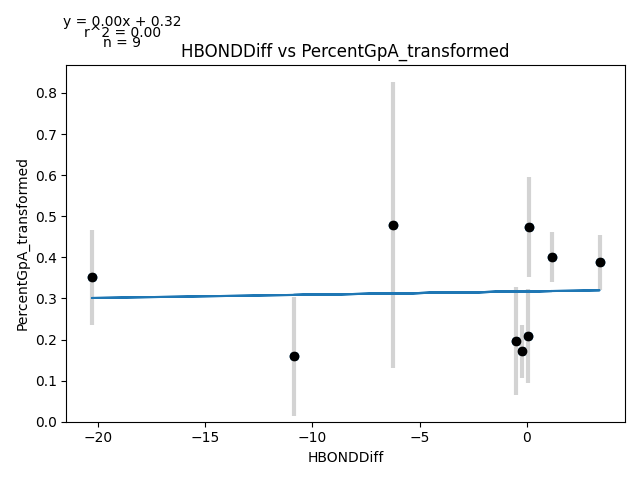 y = 0.00x + 0.32
r^2 = 0.00
n = 9
HBONDDiff vs PercentGpA_transformed
PercentGpA_transformed
0.8
0.7
0.6
0.5
0.4
0.3
0.2
0.1
0.0
−20
−15
−10
−5
0
HBONDDiff